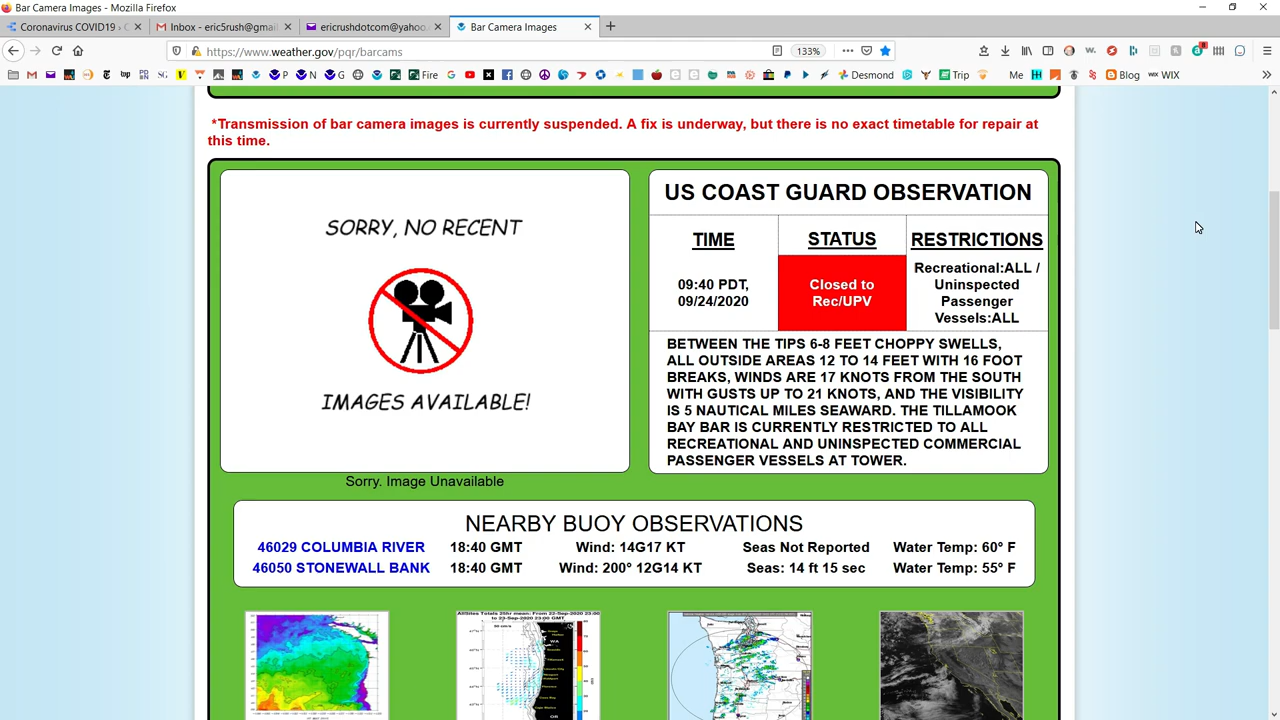 Bar Camera Images - Mozilla Firefox
Coronavirus COVID19
Inbox - eric5rush@gmai
ericrushdotcom@yahoo.
Bar Camera Images
https://www.weather.gov/pqr/barcams
133%
Fire
Desmond
Trip
Me
Blog
WIX
*Transmission of bar camera images is currently suspended. A fix is underway, but there is no exact timetable for repair at
this time.
SORRY, NO RECENT
IMAGES AVAILABLE!
Sorry. Image Unavailable
US COAST GUARD OBSERVATION
TIME STATUS RESTRICTIONS
09:40 PDT,
09/24/2020
Closed to
Rec/UPV
Recreational:ALL /
Uninspected
Passenger
Vessels:ALL
BETWEEN THE TIPS 6-8 FEET CHOPPY SWELLS,
ALL OUTSIDE AREAS 12 TO 14 FEET WITH 16 FOOT
BREAKS, WINDS ARE 17 KNOTS FROM THE SOUTH
WITH GUSTS UP TO 21 KNOTS, AND THE VISIBILITY
IS 5 NAUTICAL MILES SEAWARD. THE TILLAMOOK
BAY BAR IS CURRENTLY RESTRICTED TO ALL
RECREATIONAL AND UNINSPECTED COMMERCIAL
PASSENGER VESSELS AT TOWER.
NEARBY BUOY OBSERVATIONS
46029 COLUMBIA RIVER 18:40 GMT Wind: 14G17 KT Seas Not Reported Water Temp: 60° F
46050 STONEWALL BANK 18:40 GMT Wind: 200° 12G14 KT Seas: 14 ft 15 sec Water Temp: 55° F